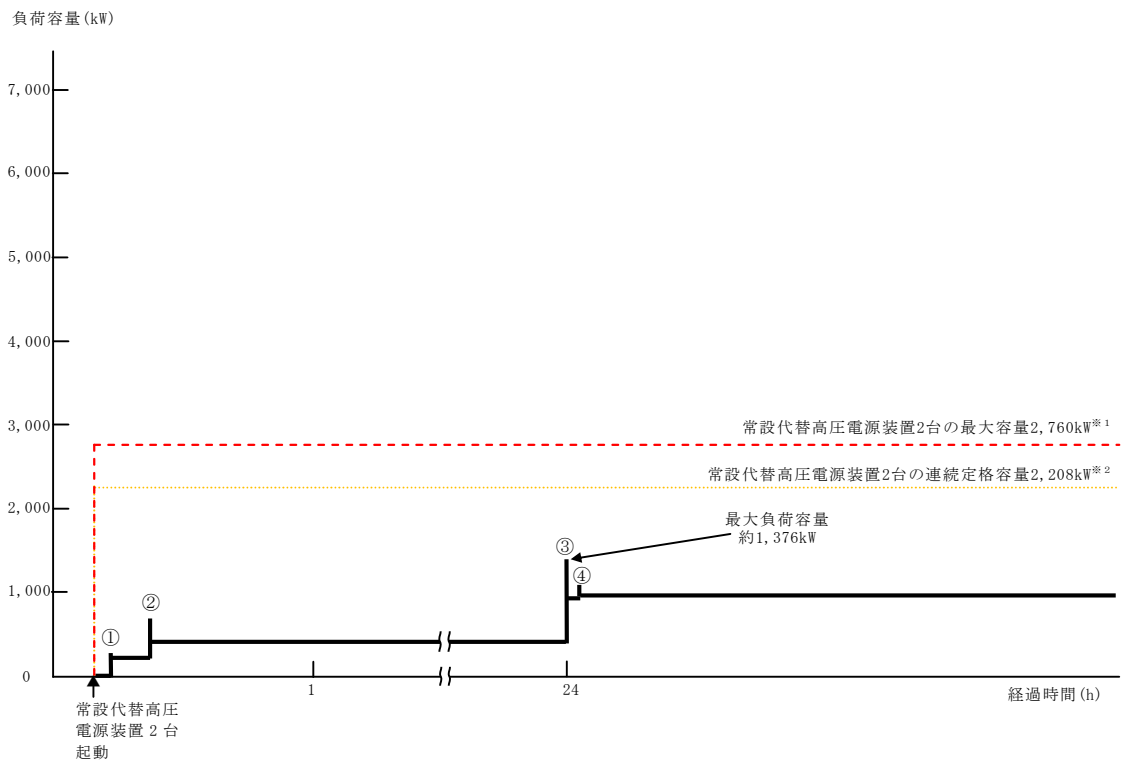 負荷容量(kW)
7,000
6,000
5,000
4,000
3,000
常設代替高圧電源装置2台の最大容量2,760kW※1
常設代替高圧電源装置2台の連続定格容量2,208kW※2
2,000
最大負荷容量
約1,376kW
③
④
1,000
②
①
0
1
24
経過時間(h)
常設代替高圧
電源装置2台
起動